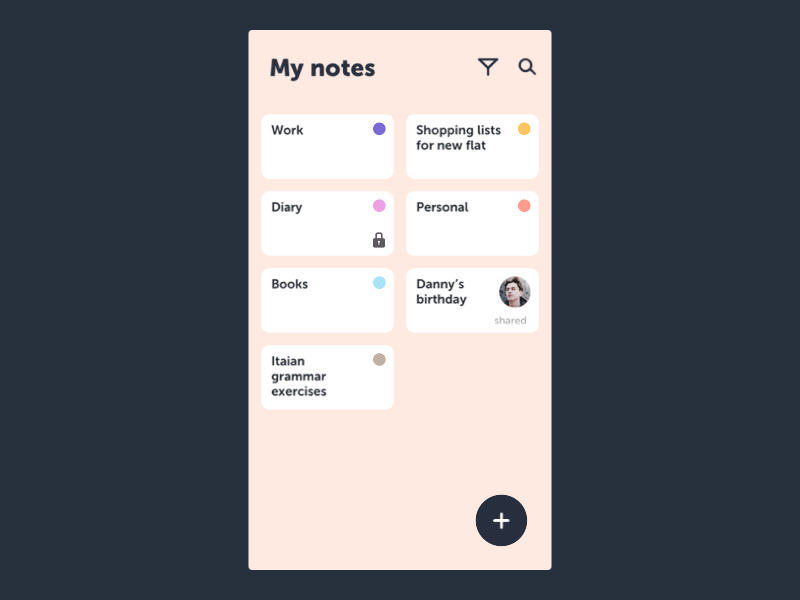 My notes
Work
Shopping lists
for new flat
Diary
Personal
Books
Danny’s
birthday
shared
Itaian
grammar
exercises